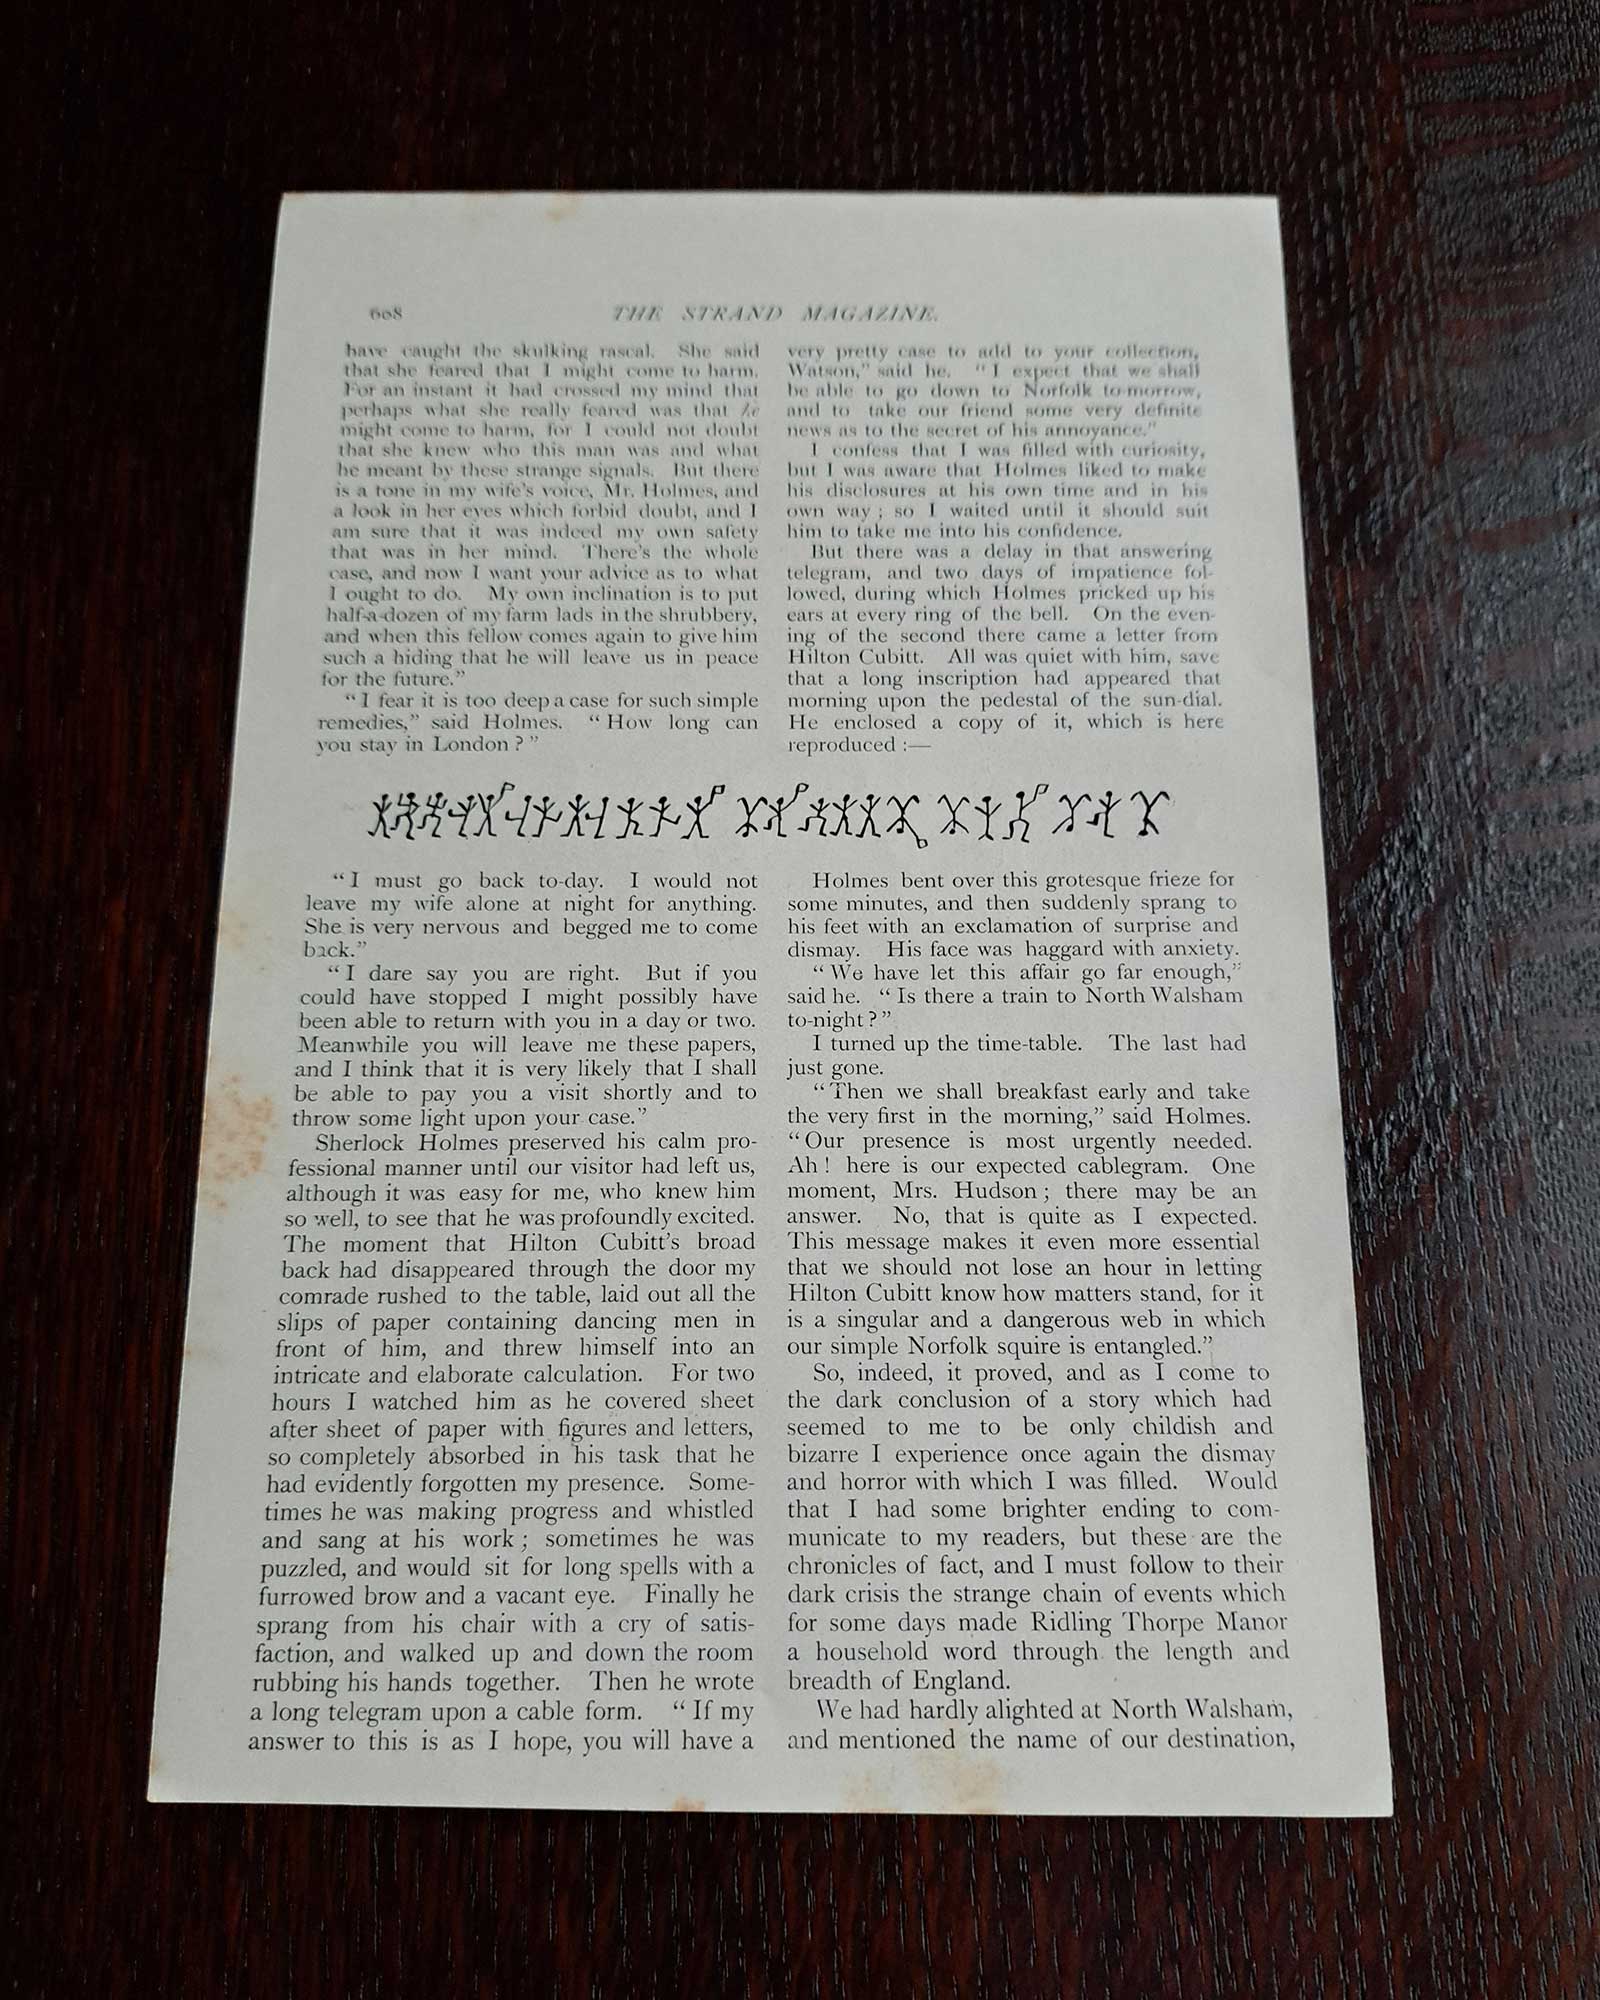 608
THE STRAND MAGAZINE.
have caught the skulking rascal. She said
that she feared that I might come to harm.
For an instant it had crossed my mind that
perhaps what she really feared was that he
might come to harm, for I could not doubt
that she knew who this man was and what
he meant by these strange signals. But there
is a tone in my wife's voice, Mr. Holmes, and
a look in her eyes which forbid doubt, and I
am sure that it was indeed my own safety
that was in her mind. There's the whole
case, and now I want your advice as to what
I ought to do. My own inclination is to put
half-a-dozen of my farm lads in the shrubbery,
and when this fellow comes again to give him
such a hiding that he will leave us in peace
for the future."
"I fear it is too deep a case for such simple
remedies," said Holmes. "How long can
you stay in London?"
very pretty case to add to your collection,
Watson," said he. "I expect that we shall
be able to go down to Norfolk to-morrow,
and to take our friend some very definite
news as to the secret of his annoyance."
I confess that I was filled with curiosity,
but I was aware that Holmes liked to make
his disclosures at his own time and in his
own way; so I waited until it should suit
him to take me into his confidence.
But there was a delay in that answering
telegram, and two days of impatience fol-
lowed, during which Holmes pricked up his
ears at every ring of the bell. On the even-
ing of the second there came a letter from
Hilton Cubitt. All was quiet with him, save
that a long inscription had appeared that
morning upon the pedestal of the sun-dial.
He enclosed a copy of it, which is here
reproduced :—
"I must go back to-day. I would not
leave my wife alone at night for anything.
She is very nervous and begged me to come
back."
"I dare say you are right. But if you
could have stopped I might possibly have
been able to return with you in a day or two.
Meanwhile you will leave me these papers,
and I think that it is very likely that I shall
be able to pay you a visit shortly and to
throw some light upon your case."
Sherlock Holmes preserved his calm pro-
fessional manner until our visitor had left us,
although it was easy for me, who knew him
so well, to see that he was profoundly excited.
The moment that Hilton Cubitt's broad
back had disappeared through the door my
comrade rushed to the table, laid out all the
slips of paper containing dancing men in
front of him, and threw himself into an
intricate and elaborate calculation. For two
hours I watched him as he covered sheet
after sheet of paper with figures and letters,
so completely absorbed in his task that he
had evidently forgotten my presence. Some-
times he was making progress and whistled
and sang at his work; sometimes he was
puzzled, and would sit for long spells with a
furrowed brow and a vacant eye. Finally he
sprang from his chair with a cry of satis-
faction, and walked up and down the room
rubbing his hands together. Then he wrote
a long telegram upon a cable form. "If my
answer to this is as I hope, you will have a
Holmes bent over this grotesque frieze for
some minutes, and then suddenly sprang to
his feet with an exclamation of surprise and
dismay. His face was haggard with anxiety.
"We have let this affair go far enough,"
said he. "Is there a train to North Walsham
to-night?"
I turned up the time-table. The last had
just gone.
"Then we shall breakfast early and take
the very first in the morning," said Holmes.
"Our presence is most urgently needed.
Ah! here is our expected cablegram. One
moment, Mrs. Hudson; there may be an
answer. No, that is quite as I expected.
This message makes it even more essential
that we should not lose an hour in letting
Hilton Cubitt know how matters stand, for it
is a singular and a dangerous web in which
our simple Norfolk squire is entangled."
So, indeed, it proved, and as I come to
the dark conclusion of a story which had
seemed to me to be only childish and
bizarre I experience once again the dismay
and horror with which I was filled. Would
that I had some brighter ending to com-
municate to my readers, but these are the
chronicles of fact, and I must follow to their
dark crisis the strange chain of events which
for some days made Ridling Thorpe Manor
a household word through the length and
breadth of England.
We had hardly alighted at North Walsham,
and mentioned the name of our destination,